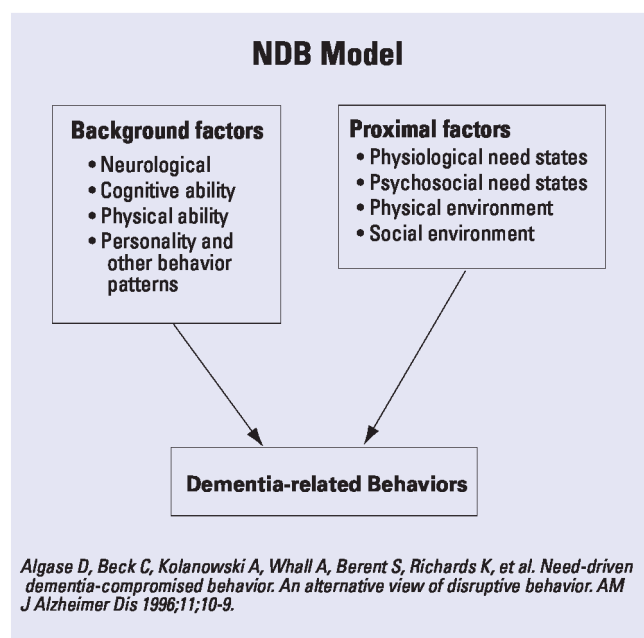 NDB Model
Background factors
• Neurological
• Cognitive ability
• Physical ability
• Personality and
other behavior
patterns
Proximal factors
• Physiological need states
• Psychosocial need states
• Physical environment
• Social environment
Dementia-related Behaviors
Algase D, Beck C, Kolanowski A, Whall A, Berent S, Richards K, et al. Need-driven
dementia-compromised behavior. An alternative view of disruptive behavior. AM
J Alzheimer Dis 1996;11;10-9.